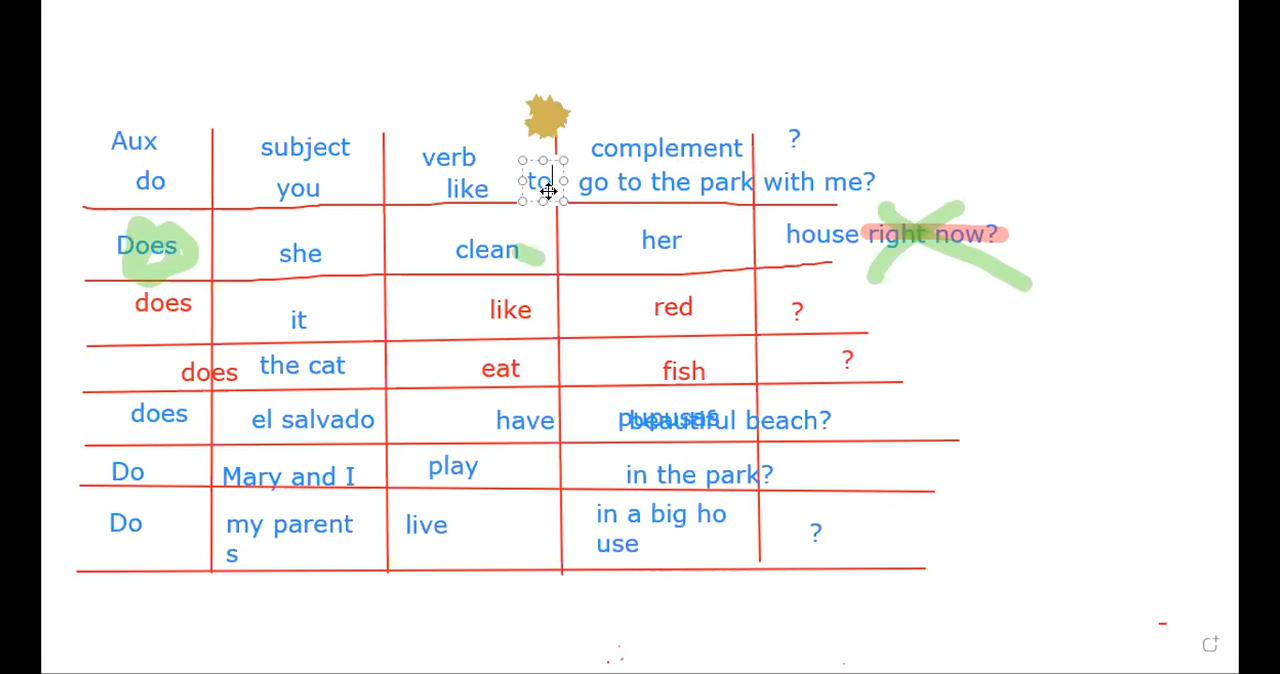 Aux subject verb complement ?
do you like to go to the park with me?
Does she clean her house right now?
does it like red ?
does the cat eat fish ?
does el salvado have pupusas beautiful beach?
Do Mary and I play in the park?
Do my parent live in a big ho ?
s use